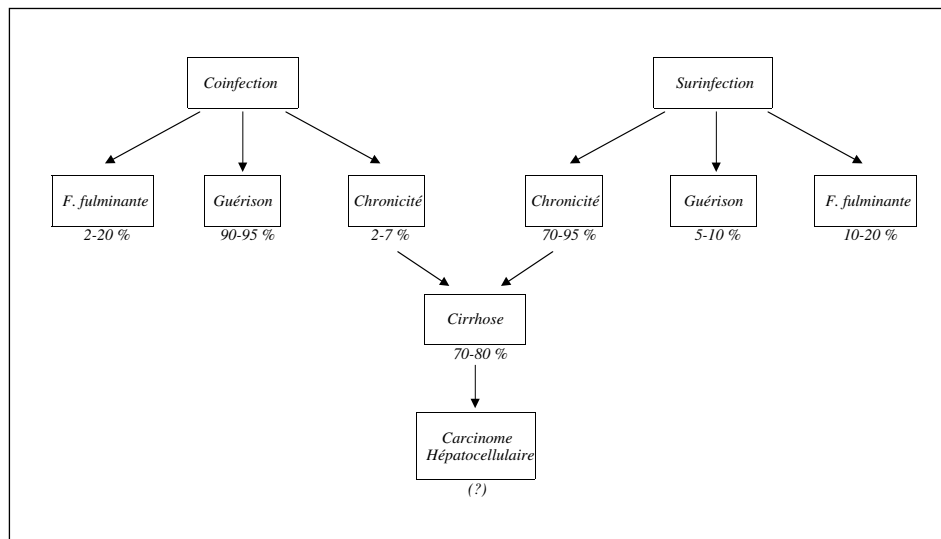 Coinfection
Surinfection
F. fulminante
Guérison
Chronicité
Chronicité
Guérison
F. fulminante
2-20 %
90-95 %
2-7 %
70-95 %
5-10 %
10-20 %
Cirrhose
70-80 %
Carcinome
Hépatocellulaire
(?)